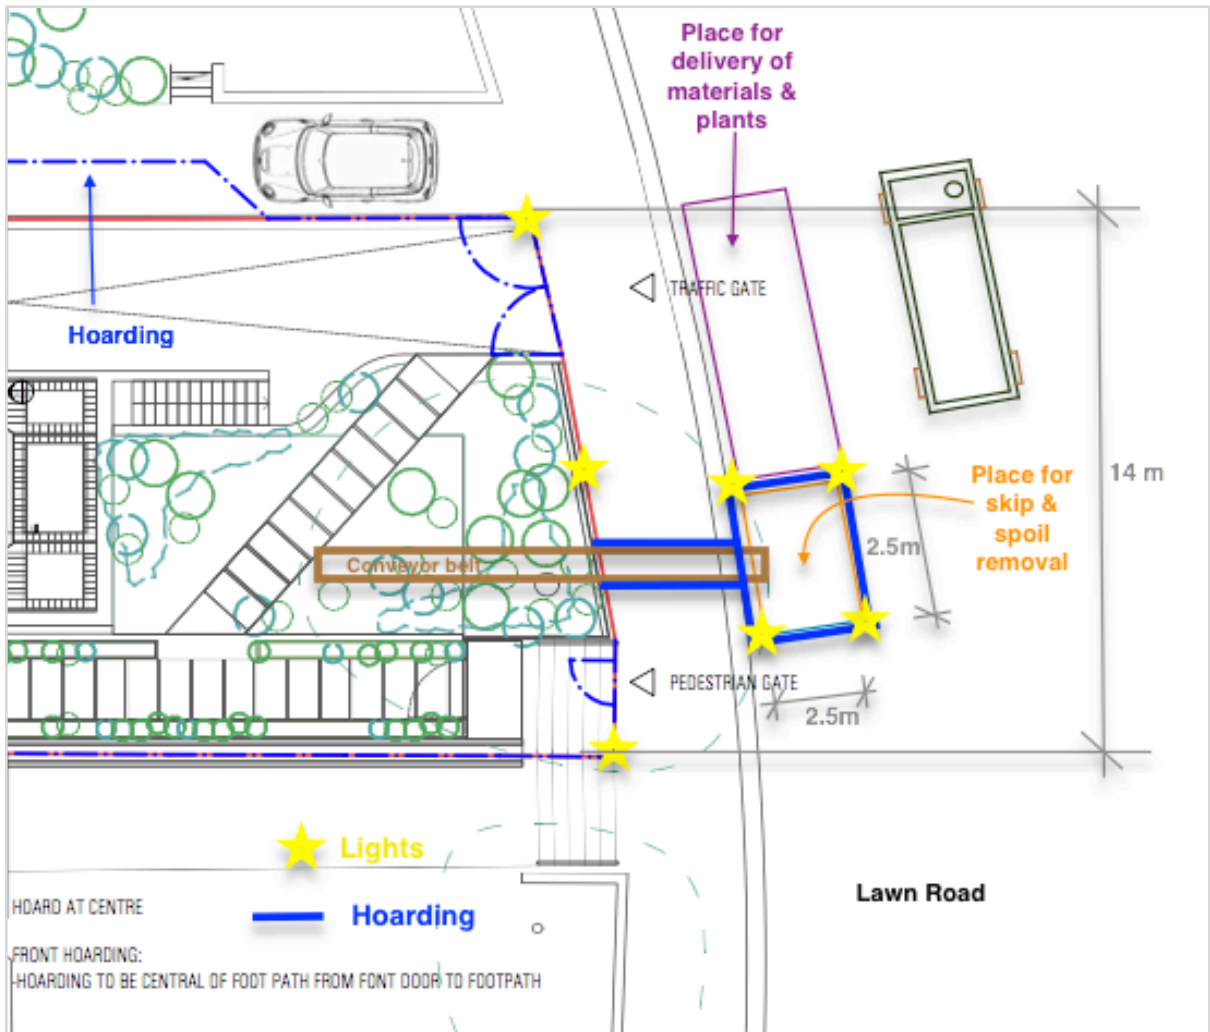 Place for
delivery of
materials &
plants
TRAFFIC GATE
Hoarding
14 m
Place for
skip &
spoil
removal
2.5m
Conveyor belt
PEDESTRIAN GATE
2.5m
Lights
Lawn Road
HOARD AT CENTRE
Hoarding
FRONT HOARDING:
-HOARDING TO BE CENTRAL OF FOOT PATH FROM FONT DOOR TO FOOTPATH